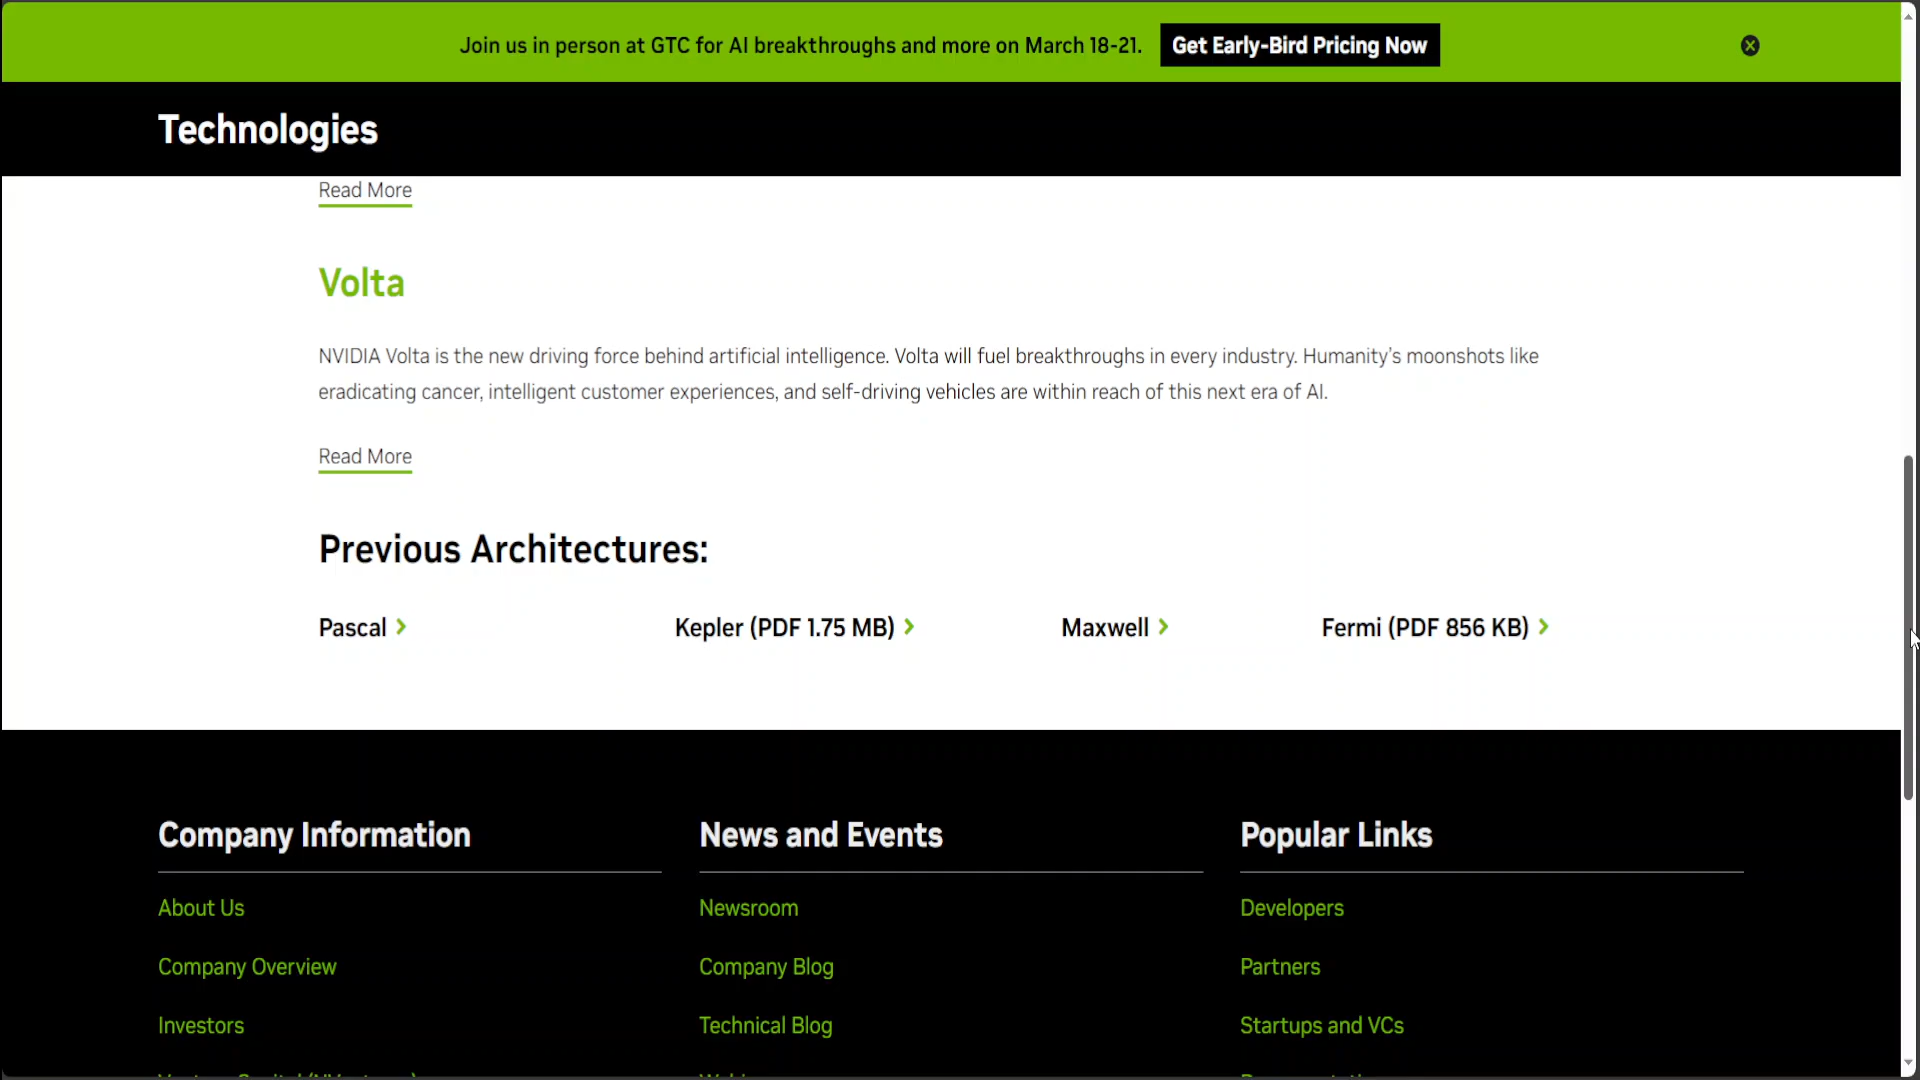 Join us in person at GTC for AI breakthroughs and more on March 18-21. Get Early-Bird Pricing Now
Technologies
Read More
Volta
NVIDIA Volta is the new driving force behind artificial intelligence. Volta will fuel breakthroughs in every industry. Humanity’s moonshots like
eradicating cancer, intelligent customer experiences, and self-driving vehicles are within reach of this next era of AI.
Read More
Previous Architectures:
Pascal Kepler (PDF 1.75 MB) Maxwell Fermi (PDF 856 KB)
Company Information
About Us
Company Overview
Investors
News and Events
Newsroom
Company Blog
Technical Blog
Popular Links
Developers
Partners
Startups and VCs